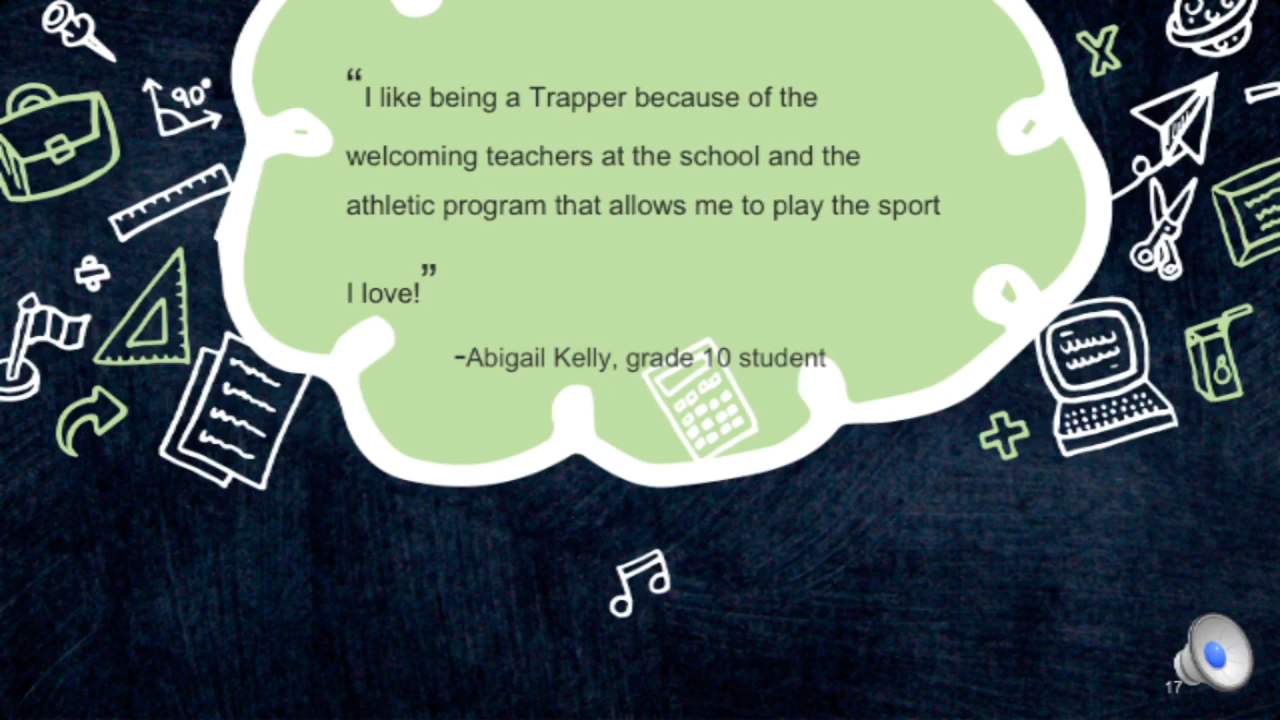 “I like being a Trapper because of the
welcoming teachers at the school and the
athletic program that allows me to play the sport
I love!”
-Abigail Kelly, grade 10 student
90°
X
17